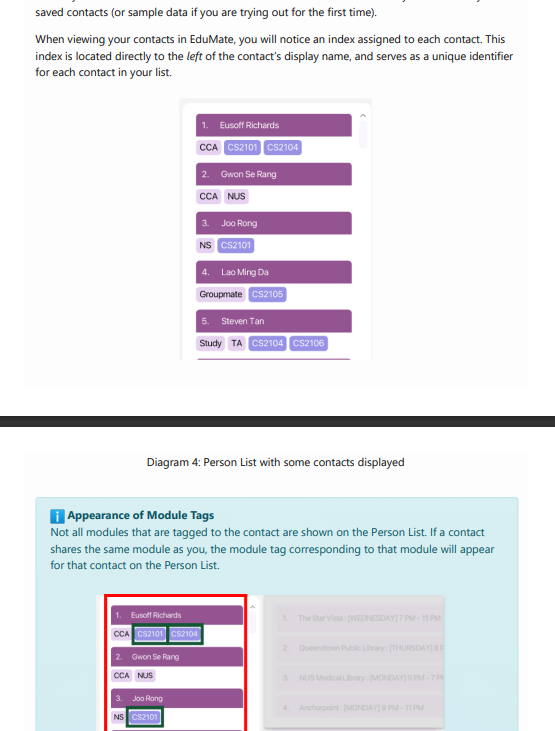 saved contacts (or sample data if you are trying out for the first time).
When viewing your contacts in EduMate, you will notice an index assigned to each contact. This
index is located directly to the left of the contact's display name, and serves as a unique identifier
for each contact in your list.
1. Eusoff Richards
CCA CS2101 CS2104
2. Gwon Se Rang
CCA NUS
3. Joo Rong
NS CS2101
4. Lao Ming Da
Groupmate CS2105
5. Steven Tan
Study TA CS2104 CS2106
Diagram 4: Person List with some contacts displayed
i Appearance of Module Tags
Not all modules that are tagged to the contact are shown on the Person List. If a contact
shares the same module as you, the module tag corresponding to that module will appear
for that contact on the Person List.
1. Eusoff Richards
CCA CS2101 CS2104
2. Gwon Se Rang
CCA NUS
3. Joo Rong
NS CS2101
1. The Star Vista : [WEDNESDAY] 7 PM - 11 PM
2. Queenstown Public Library : [THURSDAY]
3. NUS Medical Library : [MONDAY] 5 PM - 7
4. Anchorpoint : [MONDAY] 9 PM - 11 PM